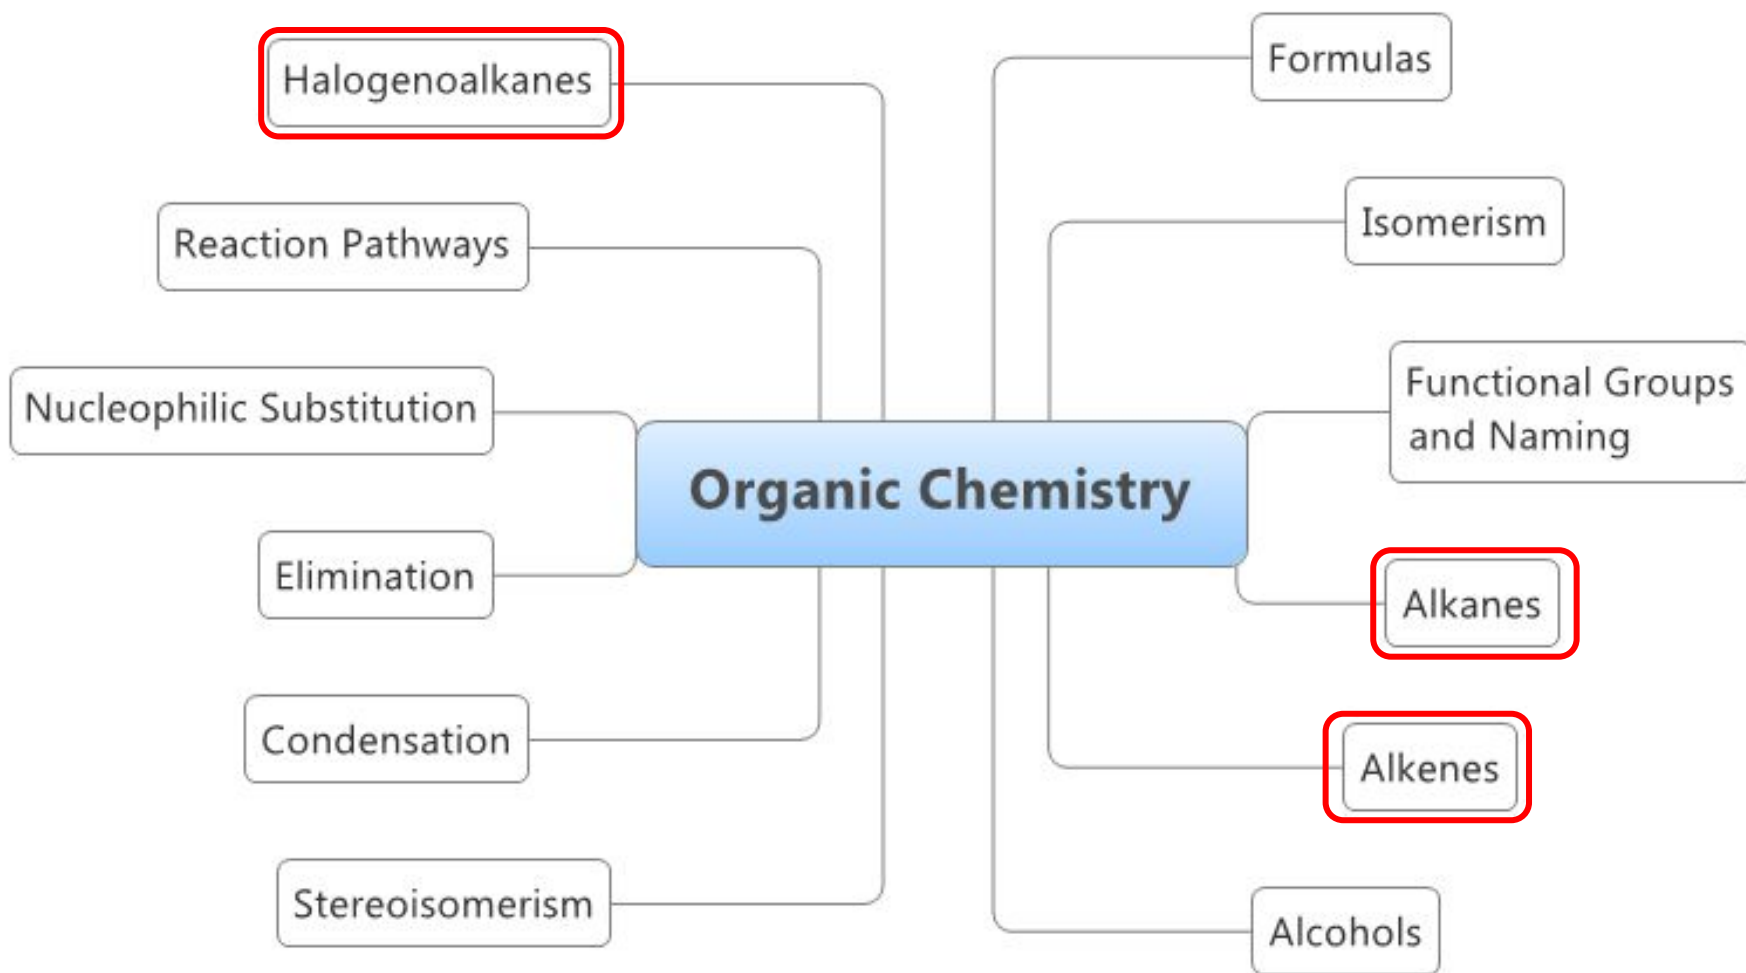 Halogenoalkanes
Reaction Pathways
Nucleophilic Substitution
Elimination
Condensation
Stereoisomerism
Organic Chemistry
Formulas
Isomerism
Functional Groups
and Naming
Alkanes
Alkenes
Alcohols